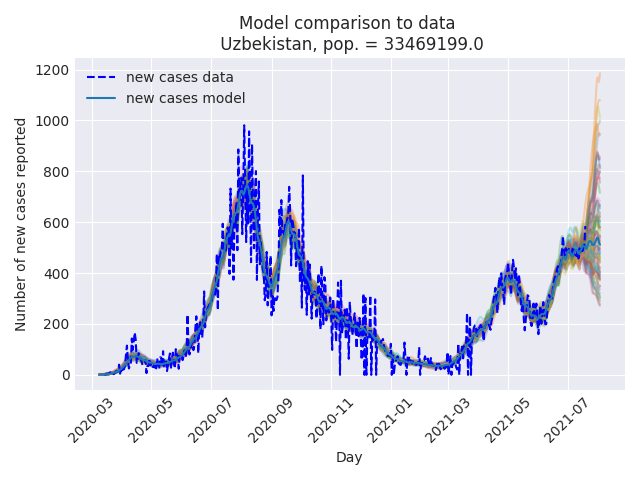 Model comparison to data
Uzbekistan, pop. = 33469199.0
new cases data
new cases model
Number of new cases reported
1200
1000
800
600
400
200
0
2020-03
2020-05
2020-07
2020-09
2020-11
2021-01
2021-03
2021-05
2021-07
Day